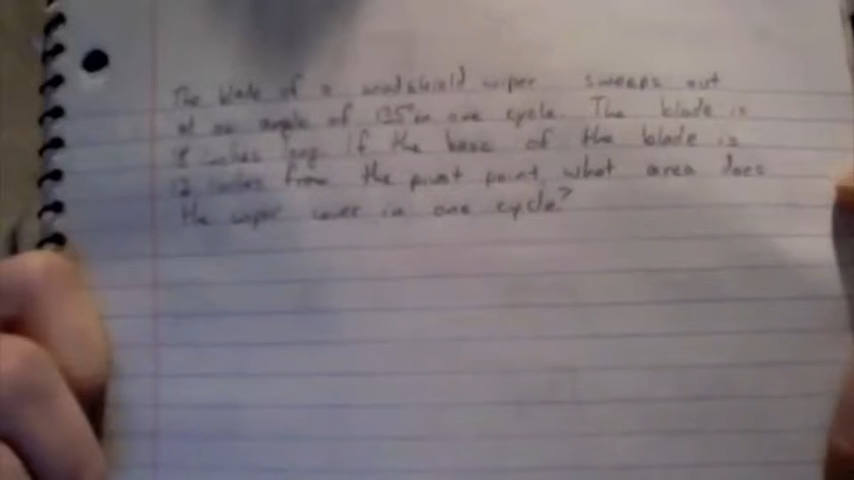 The blade of a windshield wiper sweeps out
at an angle of 135° in one cycle. The blade is
inches long. If the base of the blade is
12 inches from the pivot point, what area does
the wiper cover in one cycle?